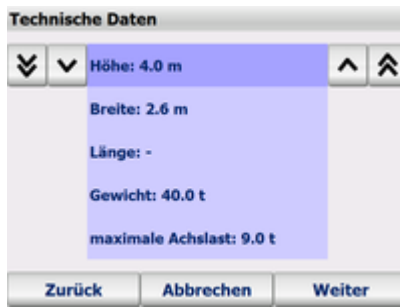 Technische Daten
Höhe: 4.0 m
Breite: 2.6 m
Länge: -
Gewicht: 40.0 t
maximale Achslast: 9.0 t
Zurück Abbrechen Weiter